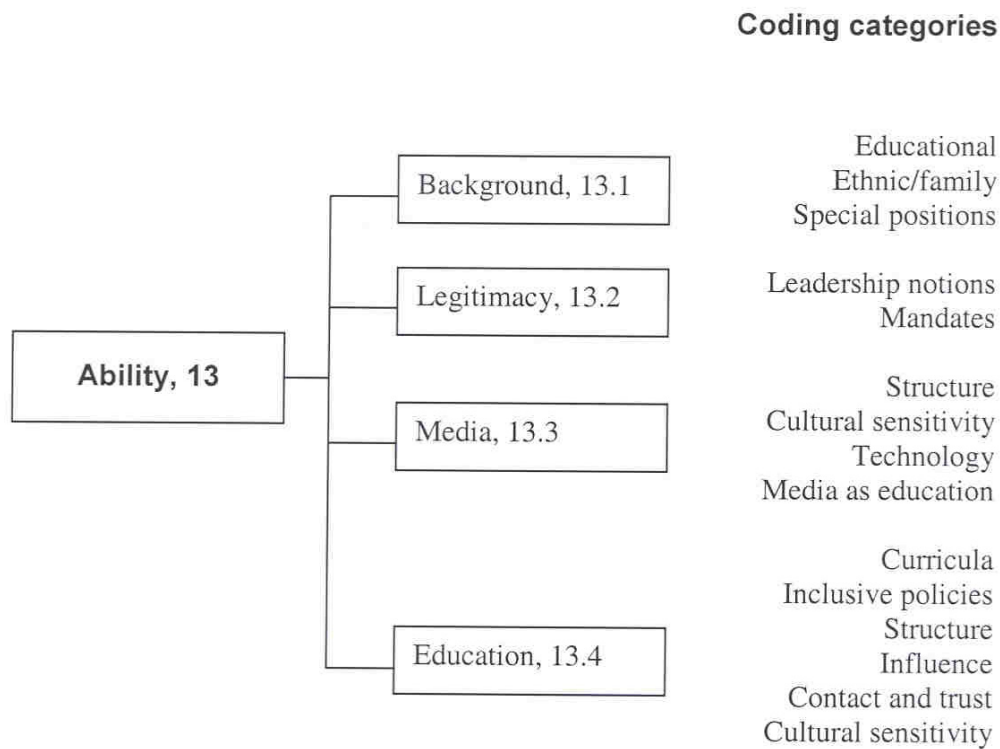 Coding categories
Educational
Background, 13.1
Ethnic/family
Special positions
Legitimacy, 13.2
Leadership notions
Mandates
Ability, 13
Structure
Media, 13.3
Cultural sensitivity
Technology
Media as education
Curricula
Inclusive policies
Structure
Education, 13.4
Influence
Contact and trust
Cultural sensitivity